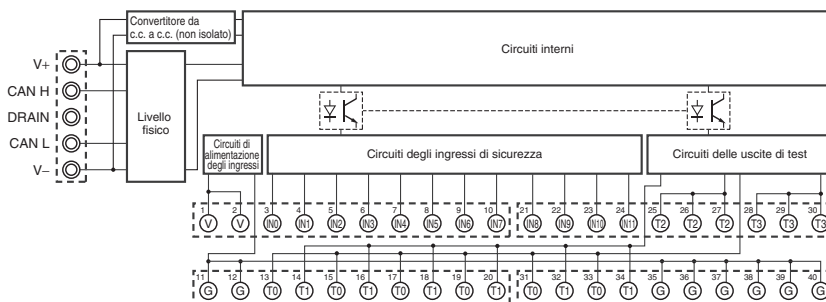 Convertitore da
c.c. a c.c. (non isolato)
Circuiti interni
V+
CAN H
DRAIN
CAN L
V–
Livello
fisico
Circuiti di
alimentazione
degli ingressi
Circuiti degli ingressi di sicurezza
Circuiti delle uscite di test
1 2 3 4 5 6 7 8 9 10 21 22 23 24 25 26 27 28 29 30
V V IN0 IN1 IN2 IN3 IN4 IN5 IN6 IN7 IN8 IN9 IN10 IN11 T2 T2 T2 T3 T3 T3
11 12 13 14 15 16 17 18 19 20 31 32 33 34 35 36 37 38 39 40
G G T0 T1 T0 T1 T0 T1 T0 T1 T0 T1 T0 T1 G G G G G G